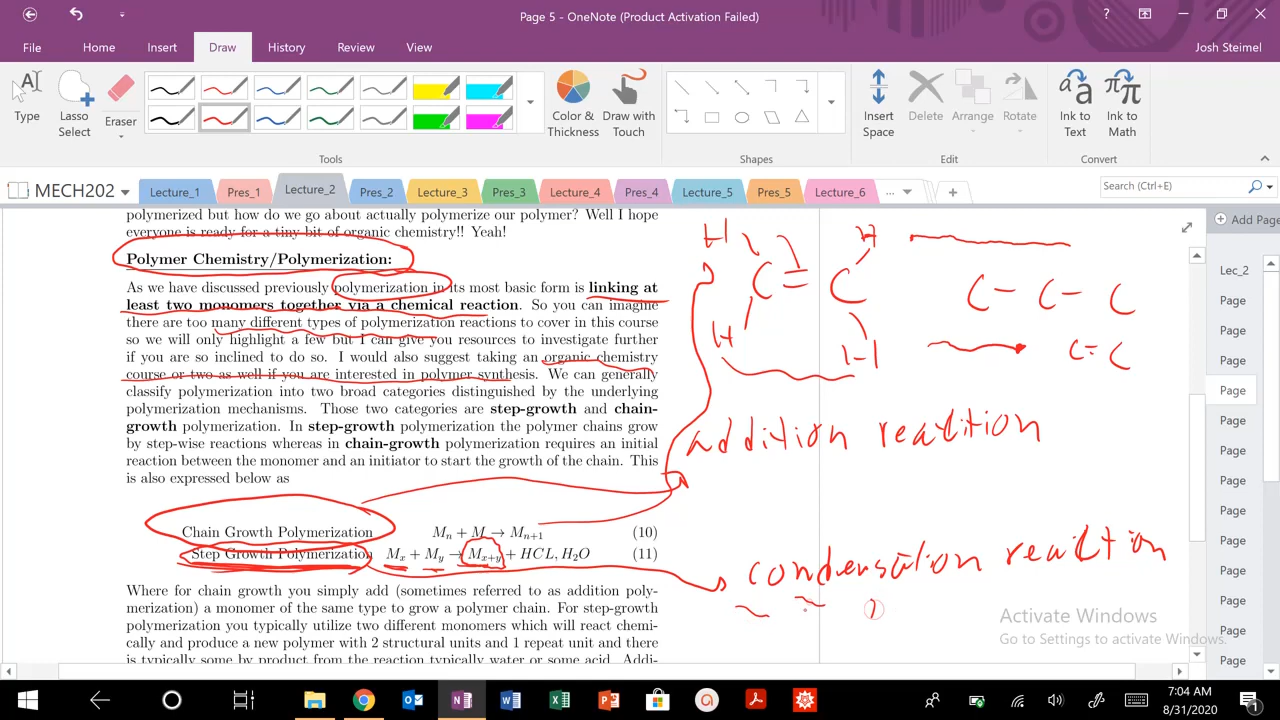 Page 5 - OneNote (Product Activation Failed)
File Home Insert Draw History Review View Josh Steimel
Type Lasso Select Eraser Color & Thickness Draw with Touch Insert Space Delete Arrange Rotate Ink to Text Ink to Math
Tools Shapes Edit Convert
MECH202 Lecture_1 Pres_1 Lecture_2 Pres_2 Lecture_3 Pres_3 Lecture_4 Pres_4 Lecture_5 Pres_5 Lecture_6 ... Search (Ctrl+E)
polymerized but how do we go about actually polymerize our polymer? Well I hope
everyone is ready for a tiny bit of organic chemistry!! Yeah!
Polymer Chemistry/Polymerization:
As we have discussed previously polymerization in its most basic form is linking at
least two monomers together via a chemical reaction. So you can imagine
there are too many different types of polymerization reactions to cover in this course
so we will only highlight a few but I can give you resources to investigate further
if you are so inclined to do so. I would also suggest taking an organic chemistry
course or two as well if you are interested in polymer synthesis. We can generally
classify polymerization into two broad categories distinguished by the underlying
polymerization mechanisms. Those two categories are step-growth and chain-
growth polymerization. In step-growth polymerization the polymer chains grow
by step-wise reactions whereas in chain-growth polymerization requires an initial
reaction between the monomer and an initiator to start the growth of the chain. This
is also expressed below as
Chain Growth Polymerization Mn + M → Mn+1 (10)
Step Growth Polymerization Mx + My → Mx+y + HCL, H2O (11)
Where for chain growth you simply add (sometimes referred to as addition poly-
merization) a monomer of the same type to grow a polymer chain. For step-growth
polymerization you typically utilize two different monomers which will react chemi-
cally and produce a new polymer with 2 structural units and 1 repeat unit and there
is typically some by product from the reaction typically water or some acid. Addi-
H H
C = C
H H
C - C - C
C = C
addition reaction
condensation reaction
Add Page
Lec_2
Page
Page
Page
Page
Page
Page
Page
Page
Page
Page
Page
Page
Page
Activate Windows
Go to Settings to activate Windows.
7:04 AM
8/31/2020